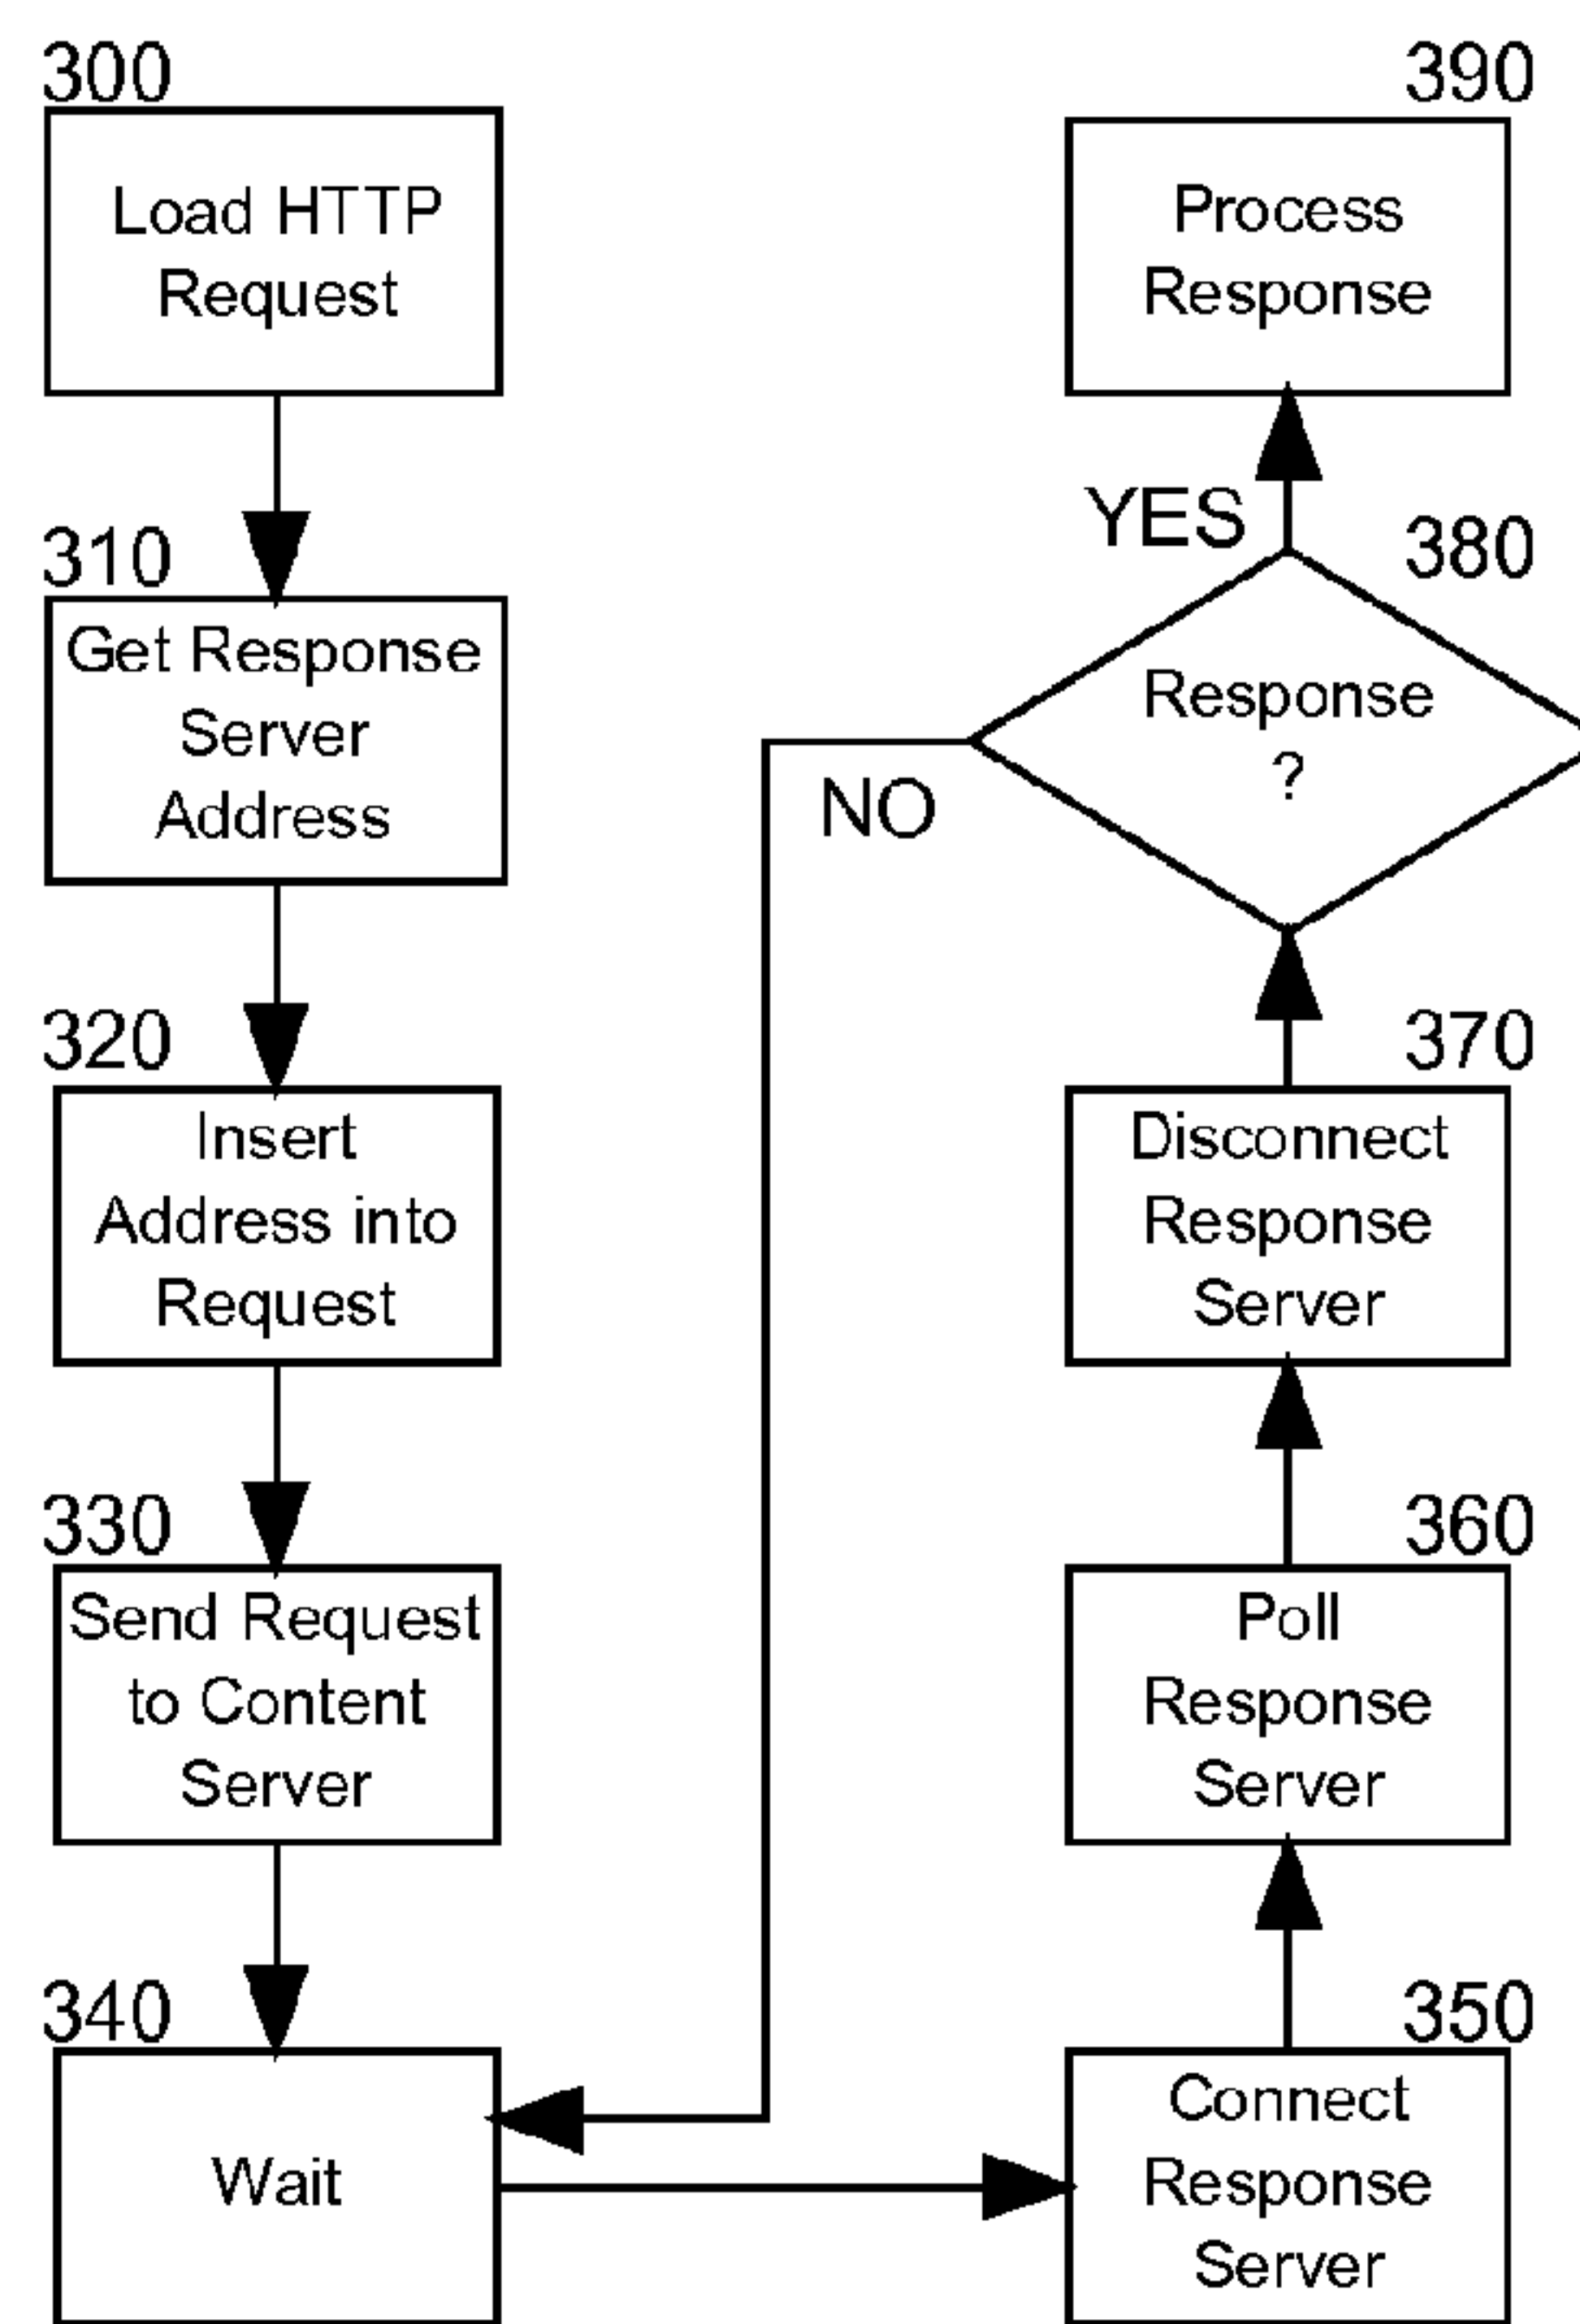 300
Load HTTP
Request
310
Get Response
Server
Address
320
Insert
Address into
Request
330
Send Request
to Content
Server
340
Wait
350
Connect
Response
Server
360
Poll
Response
Server
370
Disconnect
Response
Server
380
Response
?
NO
YES
390
Process
Response